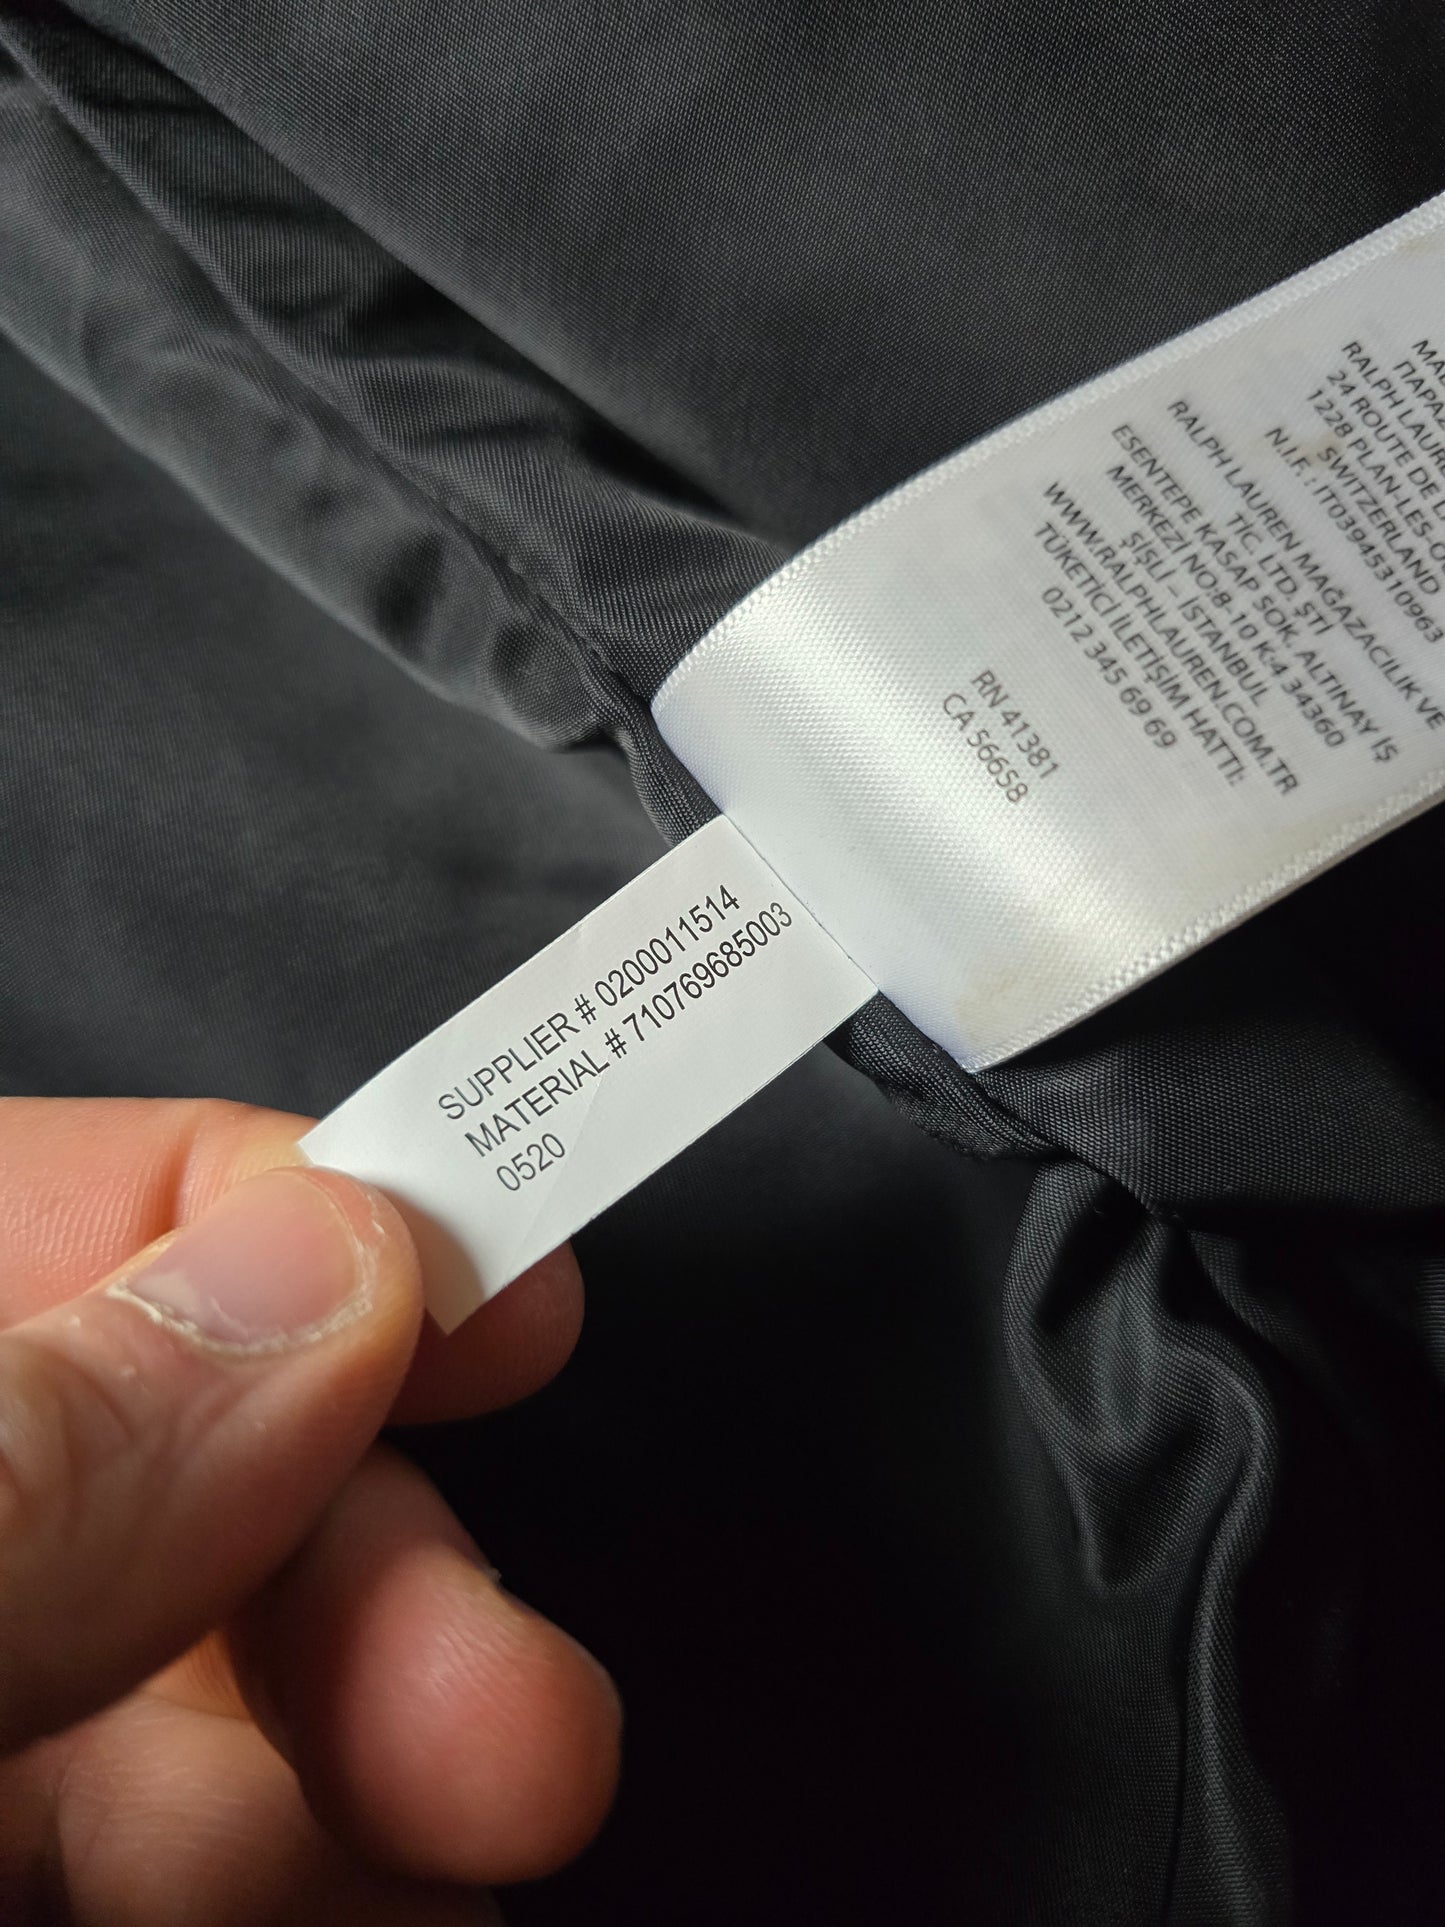 SUPPLIER # 0200011514
MATERIAL # 710769685003
0520
24 ROUTE DE
1228 PLAN-LES-
SWITZERLAND
N.I.F. : IT03945310963
RALPH LAUREN MAĞAZACILIK VE
TİC. LTD. ŞTİ
ESENTEPE KASAP SOK. ALTINAY İŞ
MERKEZİ NO:8-10 K:4 34360
ŞİŞLİ – İSTANBUL
WWW.RALPHLAUREN.COM.TR
TÜKETİCİ İLETİŞİM HATTI:
0212 345 69 69
RN 41381
CA 56658